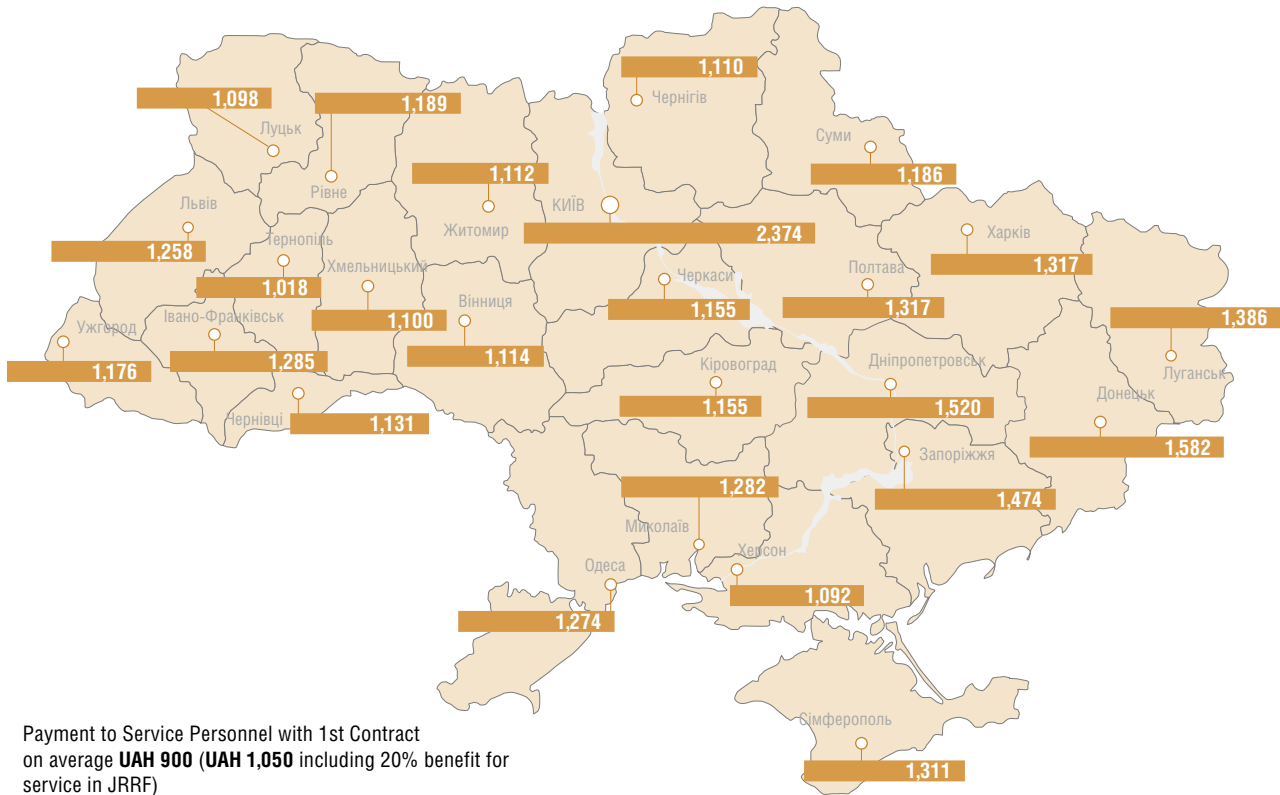 1,110
Чернігів
1,098
Луцьк
1,189
Рівне
Суми
1,186
1,112
Житомир
КИЇВ
2,374
Львів
1,258
Тернопіль
1,018
Хмельницький
1,100
Вінниця
1,114
Черкаси
1,155
Полтава
1,317
Харків
1,317
1,386
Луганськ
Ужгород
1,176
Івано-Франківськ
1,285
Чернівці
1,131
Кіровоград
1,155
Дніпропетровськ
1,520
Донецьк
1,582
Запоріжжя
1,474
1,282
Миколаїв
Херсон
1,092
Одеса
1,274
Сімферополь
1,311
Payment to Service Personnel with 1st Contract
on average UAH 900 (UAH 1,050 including 20% benefit for
service in JRRF)